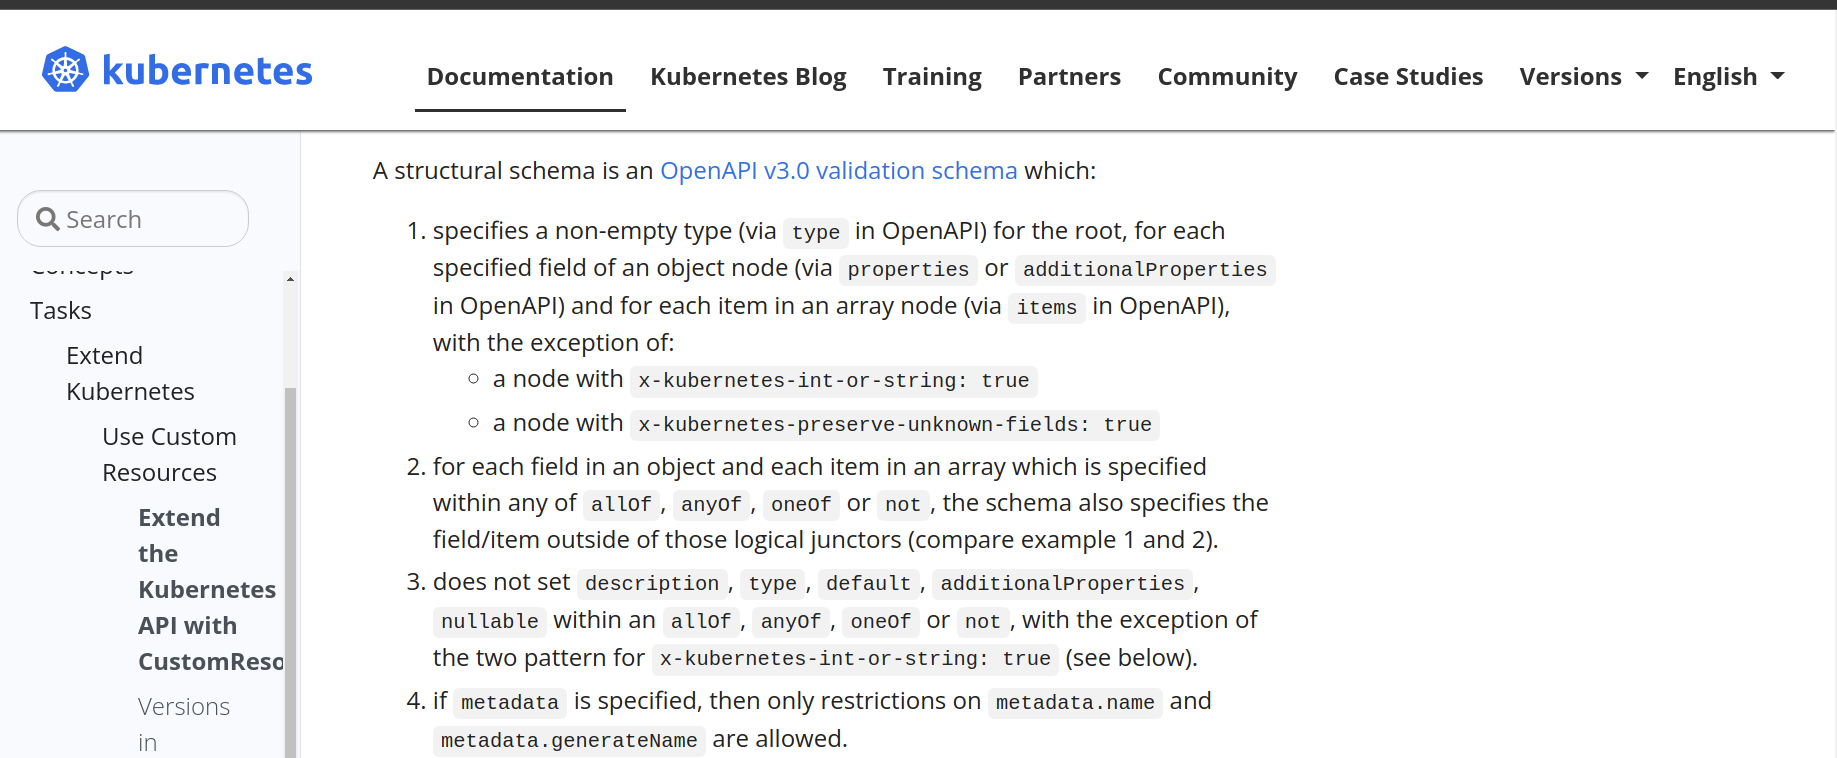 kubernetes
Documentation Kubernetes Blog Training Partners Community Case Studies Versions English
Search
Concepts
Tasks
Extend
Kubernetes
Use Custom
Resources
Extend
the
Kubernetes
API with
CustomReso
Versions
in
A structural schema is an OpenAPI v3.0 validation schema which:
1. specifies a non-empty type (via type in OpenAPI) for the root, for each
specified field of an object node (via properties or additionalProperties
in OpenAPI) and for each item in an array node (via items in OpenAPI),
with the exception of:
◦ a node with x-kubernetes-int-or-string: true
◦ a node with x-kubernetes-preserve-unknown-fields: true
2. for each field in an object and each item in an array which is specified
within any of allOf, anyOf, oneOf or not, the schema also specifies the
field/item outside of those logical junctors (compare example 1 and 2).
3. does not set description, type, default, additionalProperties,
nullable within an allOf, anyOf, oneOf or not, with the exception of
the two pattern for x-kubernetes-int-or-string: true (see below).
4. if metadata is specified, then only restrictions on metadata.name and
metadata.generateName are allowed.